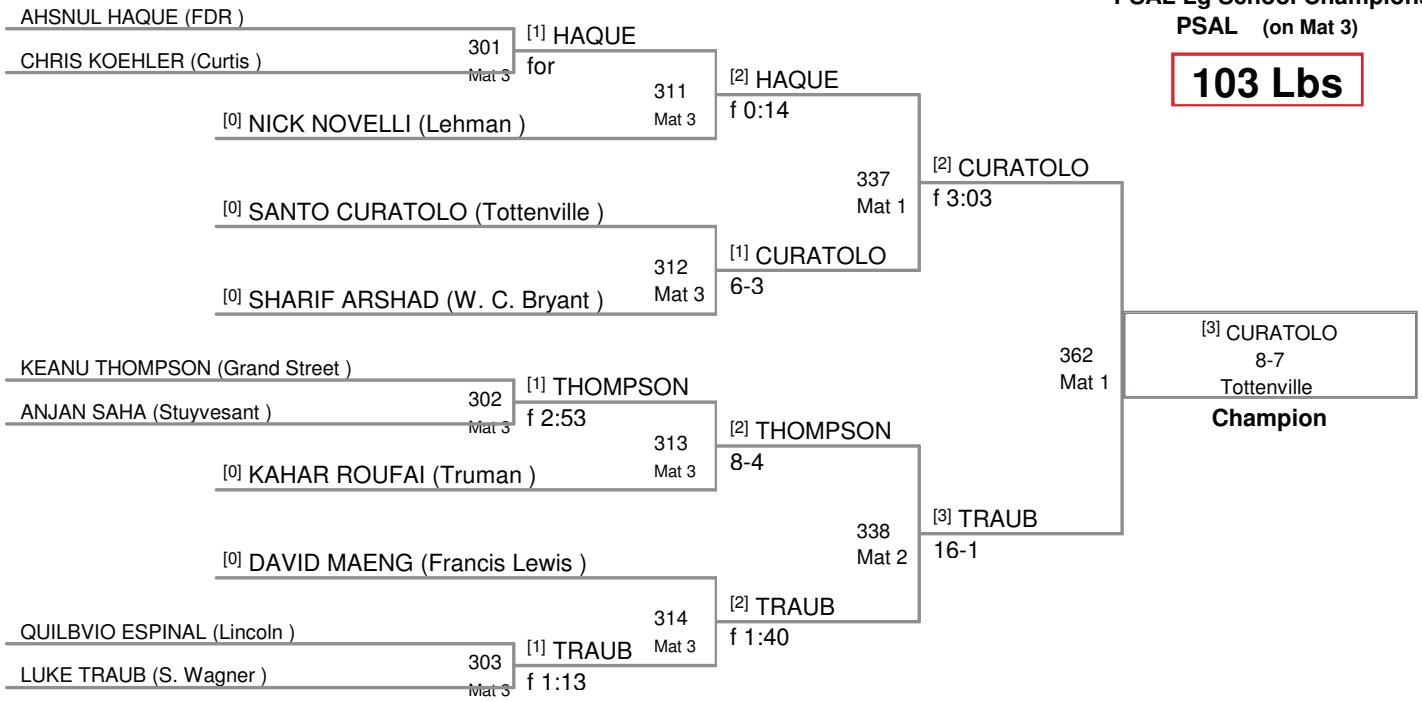 PSAL Lg School Champions
PSAL (on Mat 3)
103 Lbs
AHSNUL HAQUE (FDR )
CHRIS KOEHLER (Curtis )
301
Mat 3
[1] HAQUE
for
[0] NICK NOVELLI (Lehman )
311
Mat 3
[2] HAQUE
f 0:14
[0] SANTO CURATOLO (Tottenville )
[0] SHARIF ARSHAD (W. C. Bryant )
312
Mat 3
[1] CURATOLO
6-3
337
Mat 1
[2] CURATOLO
f 3:03
KEANU THOMPSON (Grand Street )
ANJAN SAHA (Stuyvesant )
302
Mat 3
[1] THOMPSON
f 2:53
[0] KAHAR ROUFAI (Truman )
313
Mat 3
[2] THOMPSON
8-4
[0] DAVID MAENG (Francis Lewis )
QUILBVIO ESPINAL (Lincoln )
LUKE TRAUB (S. Wagner )
303
Mat 3
[1] TRAUB
f 1:13
314
Mat 3
[2] TRAUB
f 1:40
338
Mat 2
[3] TRAUB
16-1
362
Mat 1
[3] CURATOLO
8-7
Tottenville
Champion